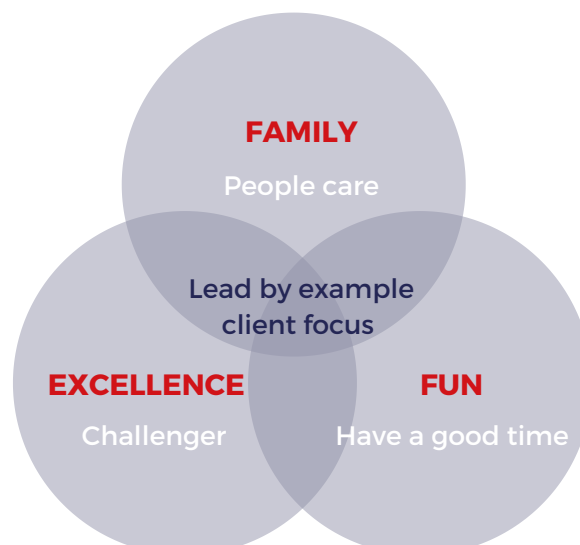 FAMILY
People care
Lead by example
client focus
EXCELLENCE
Challenger
FUN
Have a good time